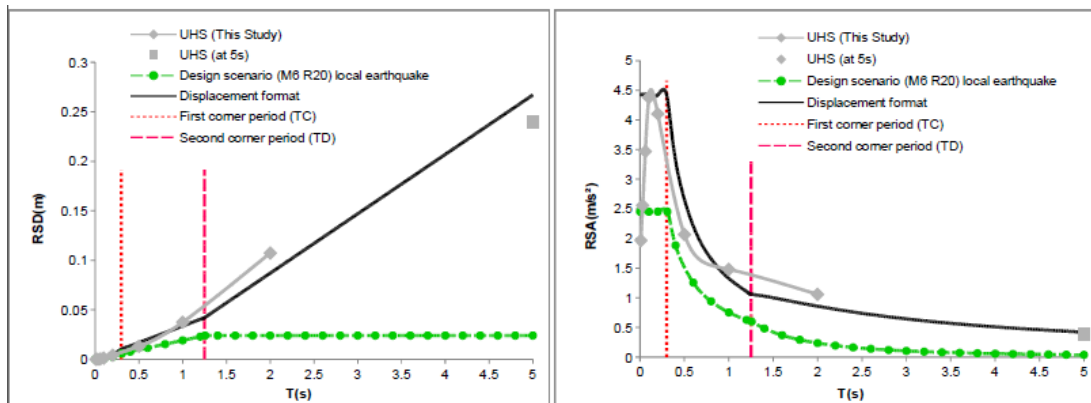 UHS (This Study)
UHS (at 5s)
Design scenario (M6 R20) local earthquake
Displacement format
First corner period (TC)
Second corner period (TD)
0.3
0.25
0.2
0.15
0.1
0.05
0
RSD(m)
0 0.5 1 1.5 2 2.5 3 3.5 4 4.5 5
T(s)
UHS (This Study)
UHS (at 5s)
Design scenario (M6 R20) local earthquake
Displacement format
First corner period (TC)
Second corner period (TD)
5
4.5
4
3.5
3
2.5
2
1.5
1
0.5
0
RSA(m/s²)
0 0.5 1 1.5 2 2.5 3 3.5 4 4.5 5
T(s)